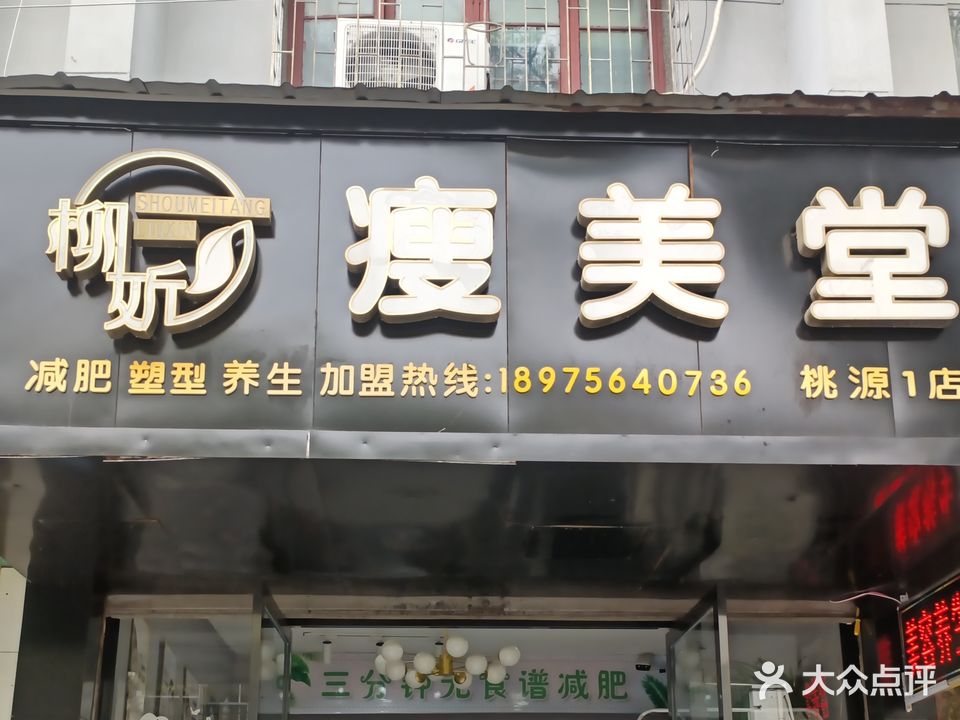 SHOUMEITANG
LIUXIN
柳妡
瘦美堂
减肥 塑型 养生 加盟热线:18975640736 桃源1店
三分钟无食谱减肥
大众点评